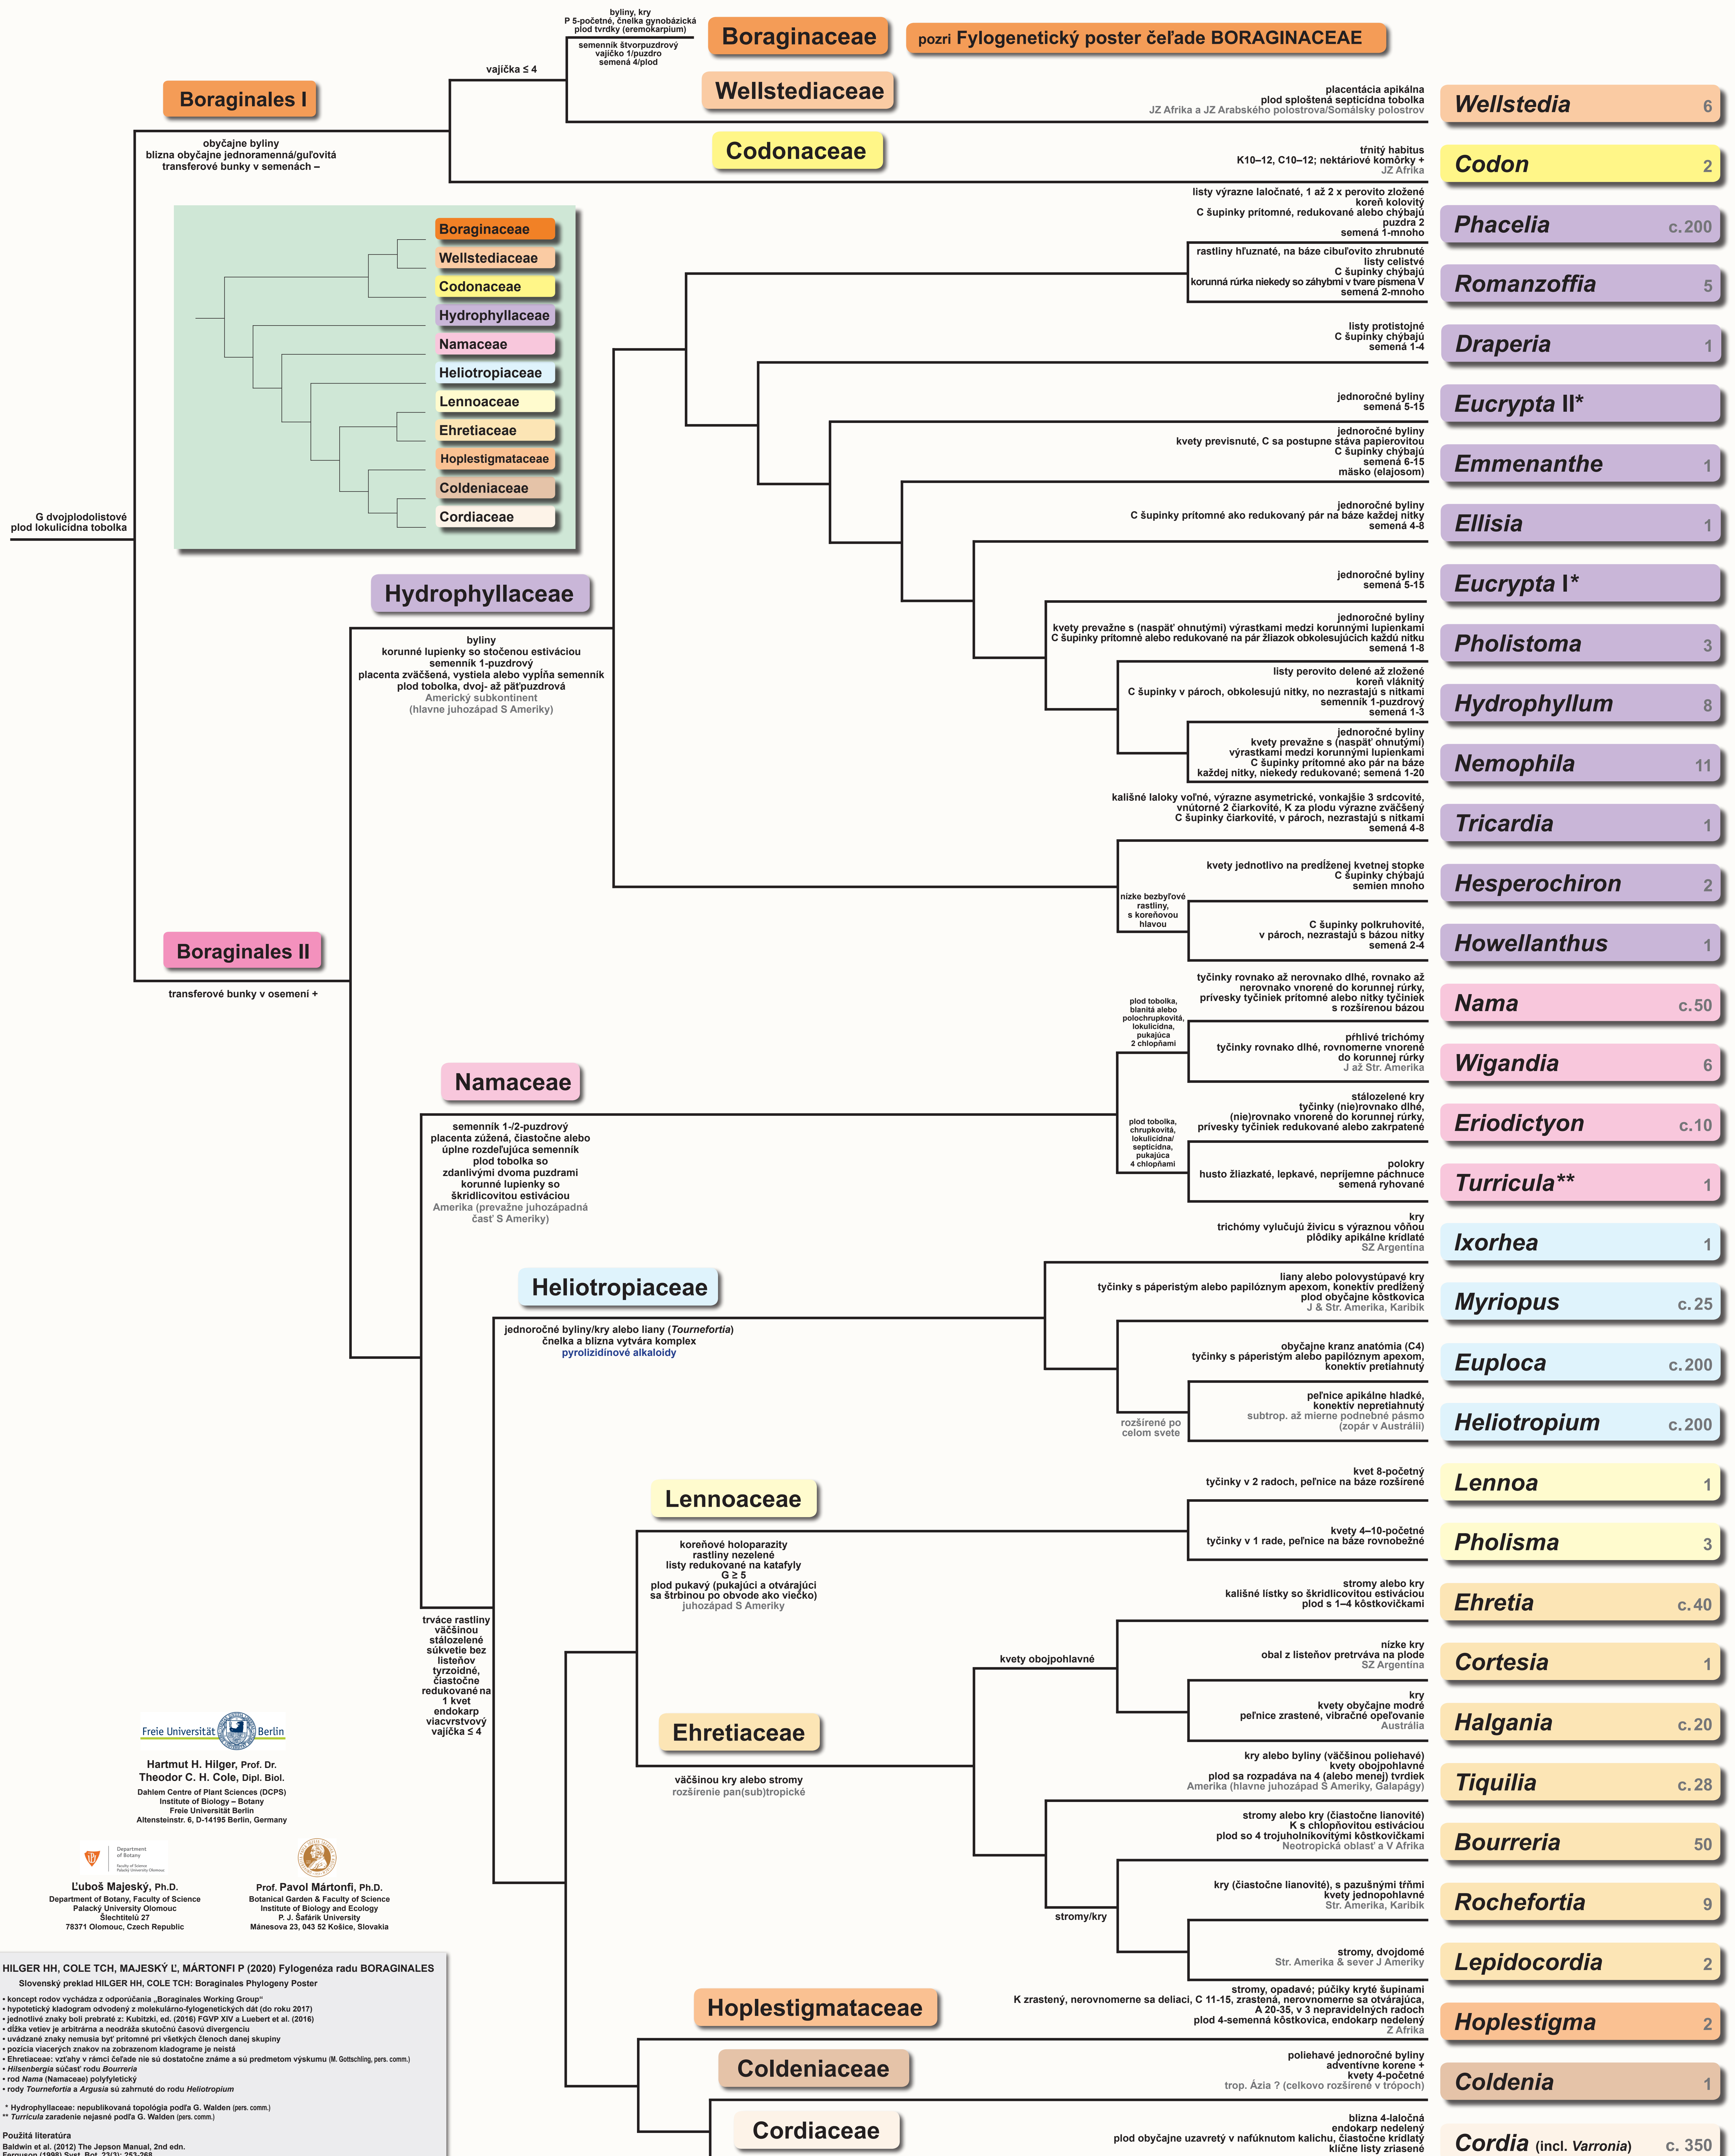 byliny, kry
P 5-početné, čnelka gynobázická
plod tvrdky (eremokarpium)
semenník štvorpuzdrový
vajíčko 1/puzdro
semená 4/plod
Boraginaceae
pozri Fylogenetický poster čeľade BORAGINACEAE
vajíčka ≤ 4
Boraginales I
obyčajne byliny
blizna obyčajne jednoramenná/guľovitá
transferové bunky v semenách –
Wellstediaceae
placentácia apikálna
plod sploštená septicídna tobolka
JZ Afrika a JZ Arabského polostrova/Somálsky polostrov
Wellstedia 6
Codonaceae
tŕnitý habitus
K10–12, C10–12; nektáriové komôrky +
JZ Afrika
Codon 2
Boraginaceae
Wellstediaceae
Codonaceae
Hydrophyllaceae
Namaceae
Heliotropiaceae
Lennoaceae
Ehretiaceae
Hoplestigmataceae
Coldeniaceae
Cordiaceae
G dvojplodolistové
plod lokulicídna tobolka
listy výrazne laločnaté, 1 až 2 x perovito zložené
koreň kolovitý
C šupinky prítomné, redukované alebo chýbajú
puzdra 2
semená 1-mnoho
Phacelia c. 200
rastliny hľuznaté, na báze cibuľovito zhrubnuté
listy celistvé
C šupinky chýbajú
korunná rúrka niekedy so záhybmi v tvare písmena V
semená 2-mnoho
Romanzoffia 5
listy protistojné
C šupinky chýbajú
semená 1-4
Draperia 1
jednoročné byliny
semená 5-15
Eucrypta II*
jednoročné byliny
kvety previsnuté, C sa postupne stáva papierovitou
C šupinky chýbajú
semená 6-15
mäsko (elajosom)
Emmenanthe 1
jednoročné byliny
C šupinky prítomné ako redukovaný pár na báze každej nitky
semená 4-8
Ellisia 1
jednoročné byliny
semená 5-15
Eucrypta I*
Hydrophyllaceae
byliny
korunné lupienky so stočenou estiváciou
semenník 1-puzdrový
placenta zväčšená, vystiela alebo vypĺňa semenník
plod tobolka, dvoj- až päťpuzdrová
Americký subkontinent
(hlavne juhozápad S Ameriky)
jednoročné byliny
kvety prevažne s (naspäť ohnutými) výrastkami medzi korunnými lupienkami
C šupinky prítomné alebo redukované na pár žliazok obkolesujúcich každú nitku
semená 1-8
Pholistoma 3
listy perovito delené až zložené
koreň vláknitý
C šupinky v pároch, obkolesujú nitky, no nezrastajú s nitkami
semenník 1-puzdrový
semená 1-3
Hydrophyllum 8
jednoročné byliny
kvety prevažne s (naspäť ohnutými)
výrastkami medzi korunnými lupienkami
C šupinky prítomné ako pár na báze
každej nitky, niekedy redukované; semená 1-20
Nemophila 11
kališné laloky voľné, výrazne asymetrické, vonkajšie 3 srdcovité,
vnútorné 2 čiarkovité, K za plodu výrazne zväčšený
C šupinky čiarkovité, v pároch, nezrastajú s nitkami
semená 4-8
Tricardia 1
kvety jednotlivo na predĺženej kvetnej stopke
C šupinky chýbajú
semien mnoho
Hesperochiron 2
nízke bezbyľové
rastliny,
s koreňovou
hlavou
C šupinky polkruhovité,
v pároch, nezrastajú s bázou nitky
semená 2-4
Howellanthus 1
Boraginales II
transferové bunky v osemení +
tyčinky rovnako až nerovnako dlhé, rovnako až
nerovnako vnorené do korunnej rúrky,
prívesky tyčiniek prítomné alebo nitky tyčiniek
s rozšírenou bázou
Nama c. 50
plod tobolka,
blanitá alebo
polochrupkovitá,
lokulicídna,
pukajúca
2 chlopňami
pŕhlivé trichómy
tyčinky rovnako dlhé, rovnomerne vnorené
do korunnej rúrky
J až Str. Amerika
Wigandia 6
Namaceae
semenník 1-/2-puzdrový
placenta zúžená, čiastočne alebo
úplne rozdeľujúca semenník
plod tobolka so
zdanlivými dvoma puzdrami
korunné lupienky so
škridlicovitou estiváciou
Amerika (prevažne juhozápadná
časť S Ameriky)
stálozelené kry
tyčinky (nie)rovnako dlhé,
(nie)rovnako vnorené do korunnej rúrky,
prívesky tyčiniek redukované alebo zakrpatené
Eriodictyon c. 10
plod tobolka,
chrupkovitá,
lokulicídna/
septicídna,
pukajúca
4 chlopňami
polokry
husto žliazkaté, lepkavé, nepríjemne páchnuce
semená ryhované
Turricula** 1
kry
trichómy vylučujú živicu s výraznou vôňou
plôdiky apikálne krídlaté
SZ Argentina
Ixorhea 1
Heliotropiaceae
jednoročné byliny/kry alebo liany (Tournefortia)
čnelka a blizna vytvára komplex
pyrolizidínové alkaloidy
liany alebo polovystúpavé kry
tyčinky s páperistým alebo papilóznym apexom, konektív predĺžený
plod obyčajne kôstkovica
J & Str. Amerika, Karibik
Myriopus c. 25
obyčajne kranz anatómia (C4)
tyčinky s páperistým alebo papilóznym apexom,
konektív pretiahnutý
Euploca c. 200
rozšírené po
celom svete
peľnice apikálne hladké,
konektív nepretiahnutý
subtrop. až mierne podnebné pásmo
(zopár v Austrálii)
Heliotropium c. 200
Lennoaceae
koreňové holoparazity
rastliny nezelené
listy redukované na katafyly
G ≥ 5
plod pukavý (pukajúci a otvárajúci
sa štrbinou po obvode ako viečko)
juhozápad S Ameriky
kvet 8-početný
tyčinky v 2 radoch, peľnice na báze rozšírené
Lennoa 1
kvety 4–10-početné
tyčinky v 1 rade, peľnice na báze rovnobežné
Pholisma 3
trváce rastliny
väčšinou
stálozelené
súkvetie bez
listeňov
tyrzoidné,
čiastočne
redukované na
1 kvet
endokarp
viacvrstvový
vajíčka ≤ 4
stromy alebo kry
kališné lístky so škridlicovitou estiváciou
plod s 1–4 kôstkovičkami
Ehretia c. 40
kvety obojpohlavné
nízke kry
obal z listeňov pretrváva na plode
SZ Argentina
Cortesia 1
kry
kvety obyčajne modré
peľnice zrastené, vibračné opeľovanie
Austrália
Halgania c. 20
Ehretiaceae
väčšinou kry alebo stromy
rozšírenie pan(sub)tropické
kry alebo byliny (väčšinou poliehavé)
kvety obojpohlavné
plod sa rozpadáva na 4 (alebo menej) tvrdiek
Amerika (hlavne juhozápad S Ameriky, Galapágy)
Tiquilia c. 28
stromy alebo kry (čiastočne lianovité)
K s chlopňovitou estiváciou
plod so 4 trojuholníkovitými kôstkovičkami
Neotropická oblasť a V Afrika
Bourreria 50
stromy/kry
kry (čiastočne lianovité), s pazušnými tŕňmi
kvety jednopohlavné
Str. Amerika, Karibik
Rochefortia 9
stromy, dvojdomé
Str. Amerika & sever J Ameriky
Lepidocordia 2
Hoplestigmataceae
stromy, opadavé; púčiky kryté šupinami
K zrastený, nerovnomerne sa deliaci, C 11-15, zrastená, nerovnomerne sa otvárajúca,
A 20-35, v 3 nepravidelných radoch
plod 4-semenná kôstkovica, endokarp nedelený
Z Afrika
Hoplestigma 2
Coldeniaceae
poliehavé jednoročné byliny
adventívne korene +
kvety 4-početné
trop. Ázia ? (celkovo rozšírené v trópoch)
Coldenia 1
Cordiaceae
blizna 4-laločná
endokarp nedelený
plod obyčajne uzavretý v nafúknutom kalichu, čiastočne krídlatý
klíčne listy zriasené
Cordia (incl. Varronia) c. 350
Freie Universität Berlin
Hartmut H. Hilger, Prof. Dr.
Theodor C. H. Cole, Dipl. Biol.
Dahlem Centre of Plant Sciences (DCPS)
Institute of Biology – Botany
Freie Universität Berlin
Altensteinstr. 6, D-14195 Berlin, Germany
Department
of Botany
Faculty of Science
Palacký University Olomouc
Ľuboš Majeský, Ph.D.
Department of Botany, Faculty of Science
Palacký University Olomouc
Šlechtitelů 27
78371 Olomouc, Czech Republic
Prof. Pavol Mártonfi, Ph.D.
Botanical Garden & Faculty of Science
Institute of Biology and Ecology
P. J. Šafárik University
Mánesova 23, 043 52 Košice, Slovakia
HILGER HH, COLE TCH, MAJESKÝ Ľ, MÁRTONFI P (2020) Fylogenéza radu BORAGINALES
Slovenský preklad HILGER HH, COLE TCH: Boraginales Phylogeny Poster
• koncept rodov vychádza z odporúčania „Boraginales Working Group“
• hypotetický kladogram odvodený z molekulárno-fylogenetických dát (do roku 2017)
• jednotlivé znaky boli prebraté z: Kubitzki, ed. (2016) FGVP XIV a Luebert et al. (2016)
• dĺžka vetiev je arbitrárna a neodráža skutočnú časovú divergenciu
• uvádzané znaky nemusia byť prítomné pri všetkých členoch danej skupiny
• pozícia viacerých znakov na zobrazenom kladograme je neistá
• Ehretiaceae: vzťahy v rámci čeľade nie sú dostatočne známe a sú predmetom výskumu (M. Gottschling, pers. comm.)
• Hilsenbergia súčasť rodu Bourreria
• rod Nama (Namaceae) polyfyletický
• rody Tournefortia a Argusia sú zahrnuté do rodu Heliotropium
* Hydrophyllaceae: nepublikovaná topológia podľa G. Walden (pers. comm.)
** Turricula zaradenie nejasné podľa G. Walden (pers. comm.)
Použitá literatúra
Baldwin et al. (2012) The Jepson Manual, 2nd edn.
Ferguson (1998) Syst. Bot. 23(3): 253-268